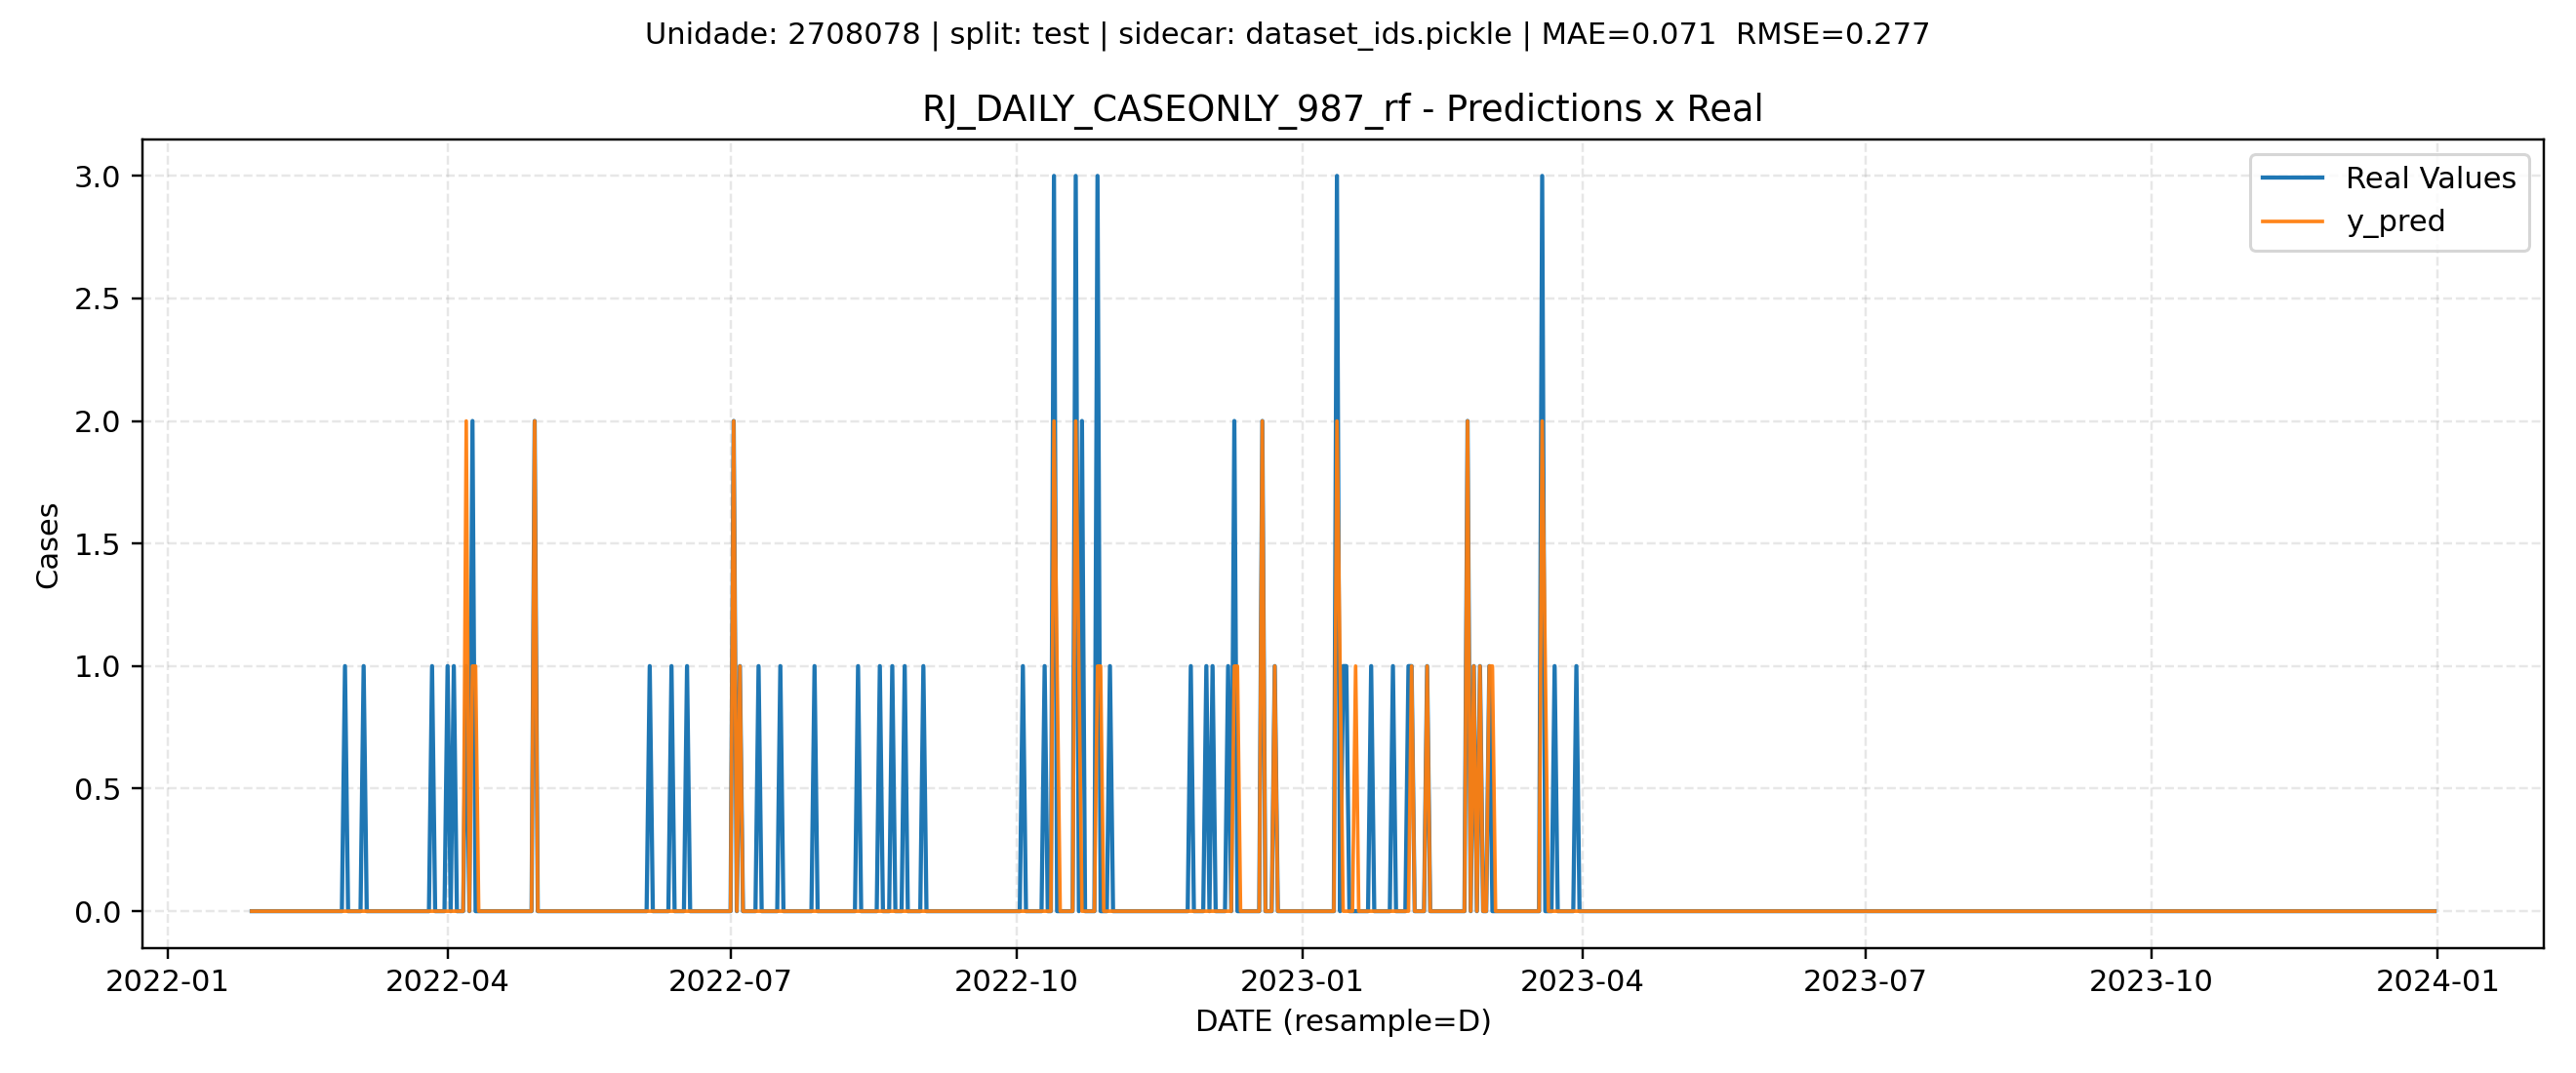 Unidade: 2708078 | split: test | sidecar: dataset_ids.pickle | MAE=0.071  RMSE=0.277
RJ_DAILY_CASEONLY_987_rf - Predictions x Real
Real Values
y_pred
3.0
2.5
2.0
1.5
1.0
0.5
0.0
Cases
2022-01
2022-04
2022-07
2022-10
2023-01
2023-04
2023-07
2023-10
2024-01
DATE (resample=D)